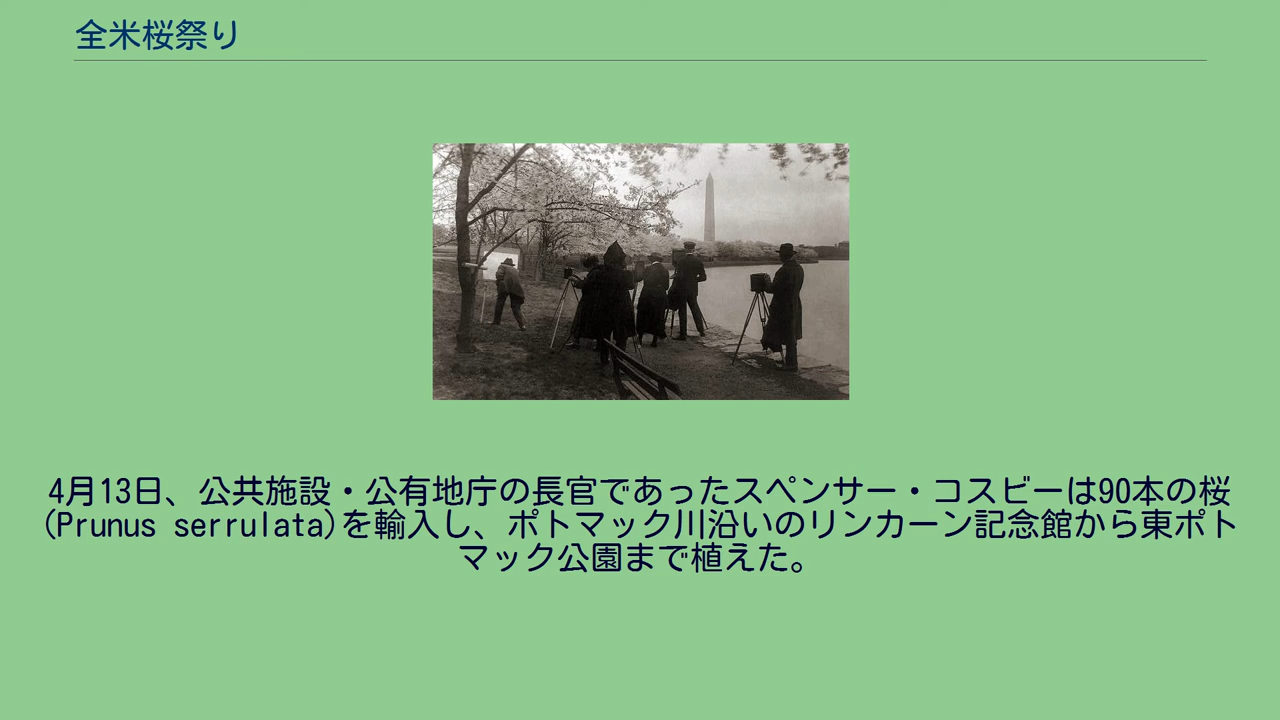 全米桜祭り
4月13日、公共施設・公有地庁の長官であったスペンサー・コスビーは90本の桜
(Prunus serrulata)を輸入し、ポトマック川沿いのリンカーン記念館から東ポト
マック公園まで植えた。